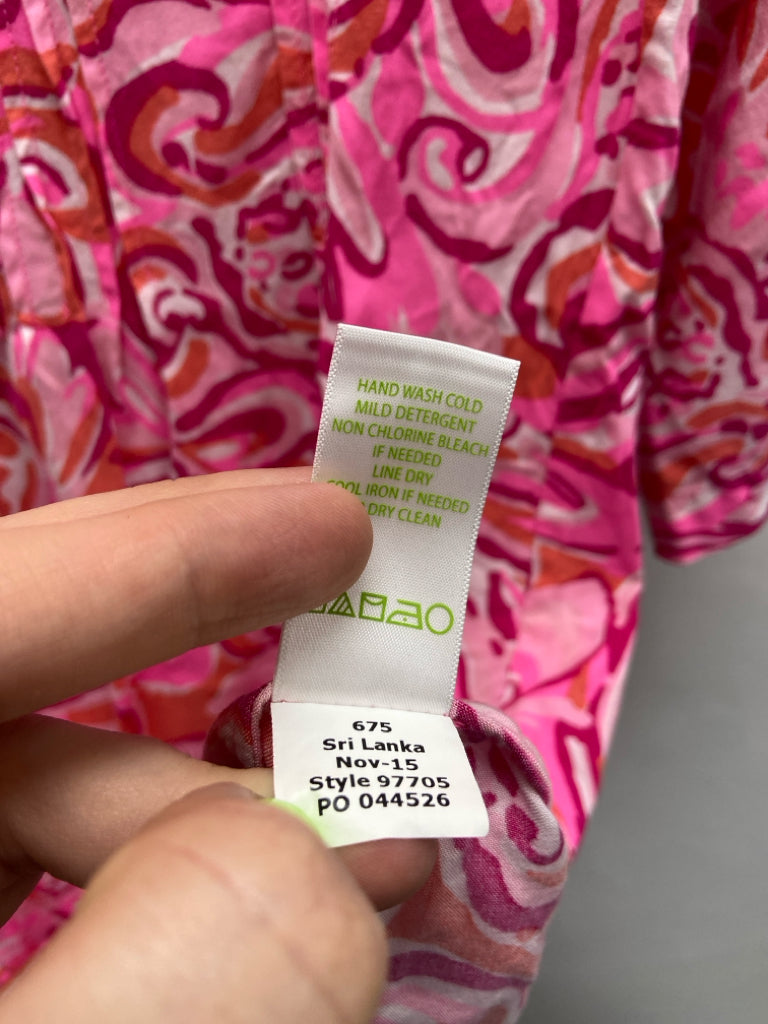 HAND WASH COLD
MILD DETERGENT
NON CHLORINE BLEACH
IF NEEDED
LINE DRY
COOL IRON IF NEEDED
DRY CLEAN
675
Sri Lanka
Nov-15
Style 97705
PO 044526